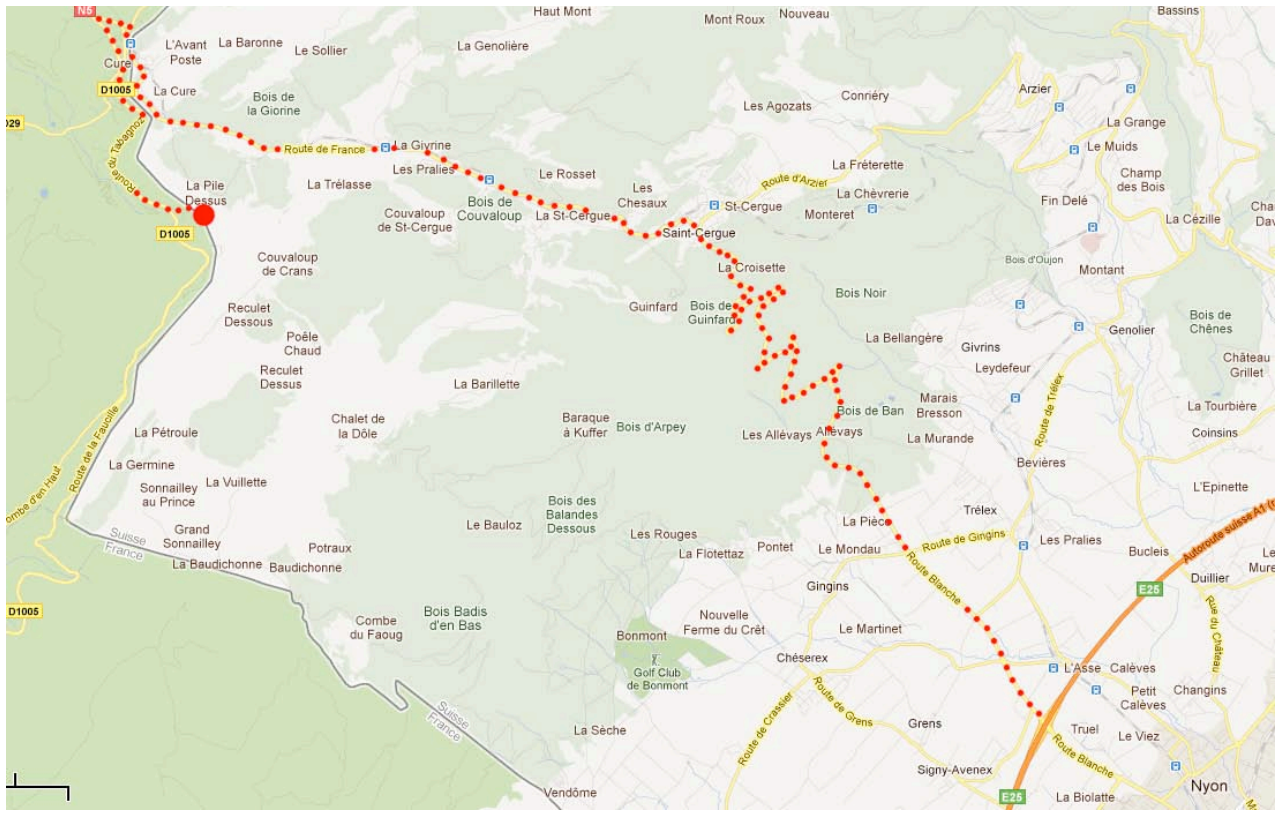 N5
Haut Mont
Mont Roux
Nouveau
Bassins
L'Avant
Poste
La Baronne
Le Sollier
La Genolière
Cure
D1005
La Cure
Bois de
la Giorine
Les Agozats
Conriéry
Arzier
La Grange
Le Muids
029
Route du Tabagnoz
Route de France
La Givrine
Les Pralies
Le Rosset
La Fréterette
Route d'Arzier
Champ
des Bois
La Trélasse
La Pile
Dessus
Les
Chesaux
St-Cergue
La Chèvrerie
Monteret
Fin Delé
Bois de
Couvaloup
Couvaloup
de St-Cergue
La St-Cergue
Saint-Cergue
La Cézille
D1005
Couvaloup
de Crans
La Croisette
Bois d'Oujon
Montant
Reculet
Dessous
Guinfard
Bois de
Guinfard
Bois Noir
Bois de
Chênes
Poêle
Chaud
La Bellangère
Givrins
Genolier
Leydefeur
Château
Grillet
Reculet
Dessus
La Barillette
Route de Trélex
Marais
Bresson
La Tourbière
Chalet de
la Dôle
Baraque
à Kuffer
Bois d'Arpey
Bois de Ban
Les Allévays
Allévays
La Murande
Coinsins
La Pétroule
Route de la Faucille
La Germine
Bevières
Sonnailley
au Prince
La Vuillette
Bois des
Balandes
Dessous
L'Epinette
Combe d'en Haut
Grand
Sonnailley
Suisse
France
Le Bauloz
Les Rouges
La Pièce
Trélex
Autoroute suisse A1
Potraux
La Flotettaz
Pontet
Le Mondau
Route de Gingins
Les Pralies
Bucleis
La Baudichonne
Baudichonne
Gingins
Route Blanche
Duillier
E25
D1005
Combe
du Faoug
Bois Badis
d'en Bas
Nouvelle
Ferme du Crêt
Le Martinet
Rue du Château
Bonmont
Golf Club
de Bonmont
Chéserex
L'Asse
Calèves
Petit
Calèves
Changins
Suisse
France
Route de Grens
Route de Crassier
La Sèche
Grens
Truel
Le Viez
Route Blanche
Signy-Avenex
Nyon
Vendôme
E25
La Biolatte